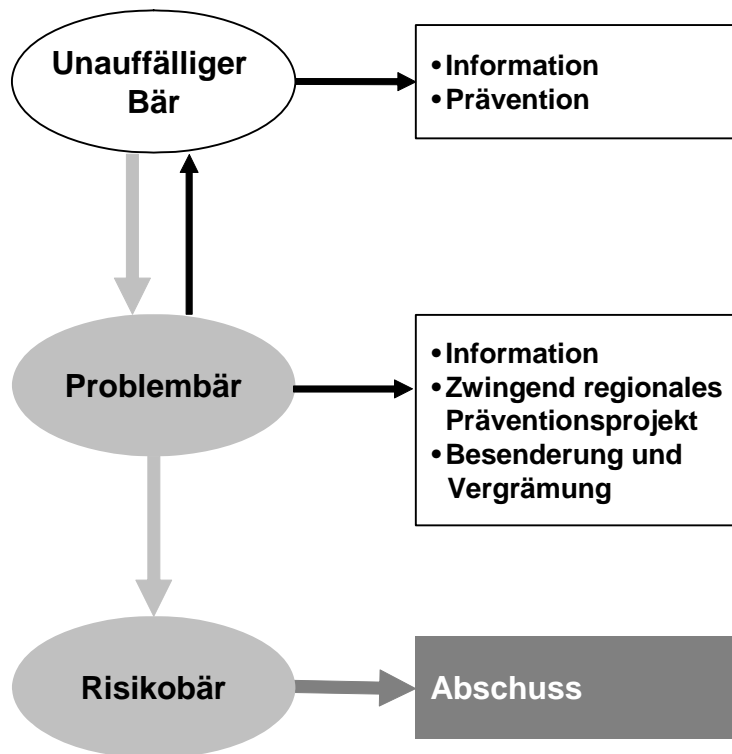 Unauffälliger
Bär
• Information
• Prävention
Problembär
• Information
• Zwingend regionales
Präventionsprojekt
• Besenderung und
Vergrämung
Risikobär
Abschuss